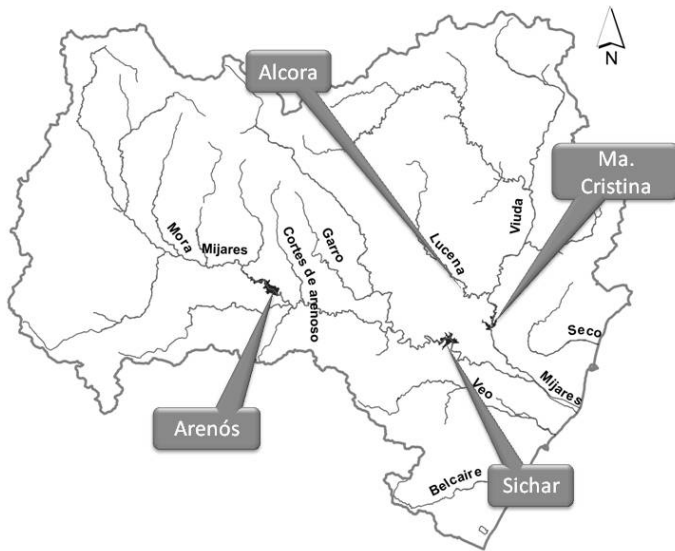 N
Alcora
Ma.
Cristina
Mora
Mijares
Cortes de arenoso
Garro
Lucena
Viuda
Seco
Mijares
Veo
Arenós
Sichar
Belcaire